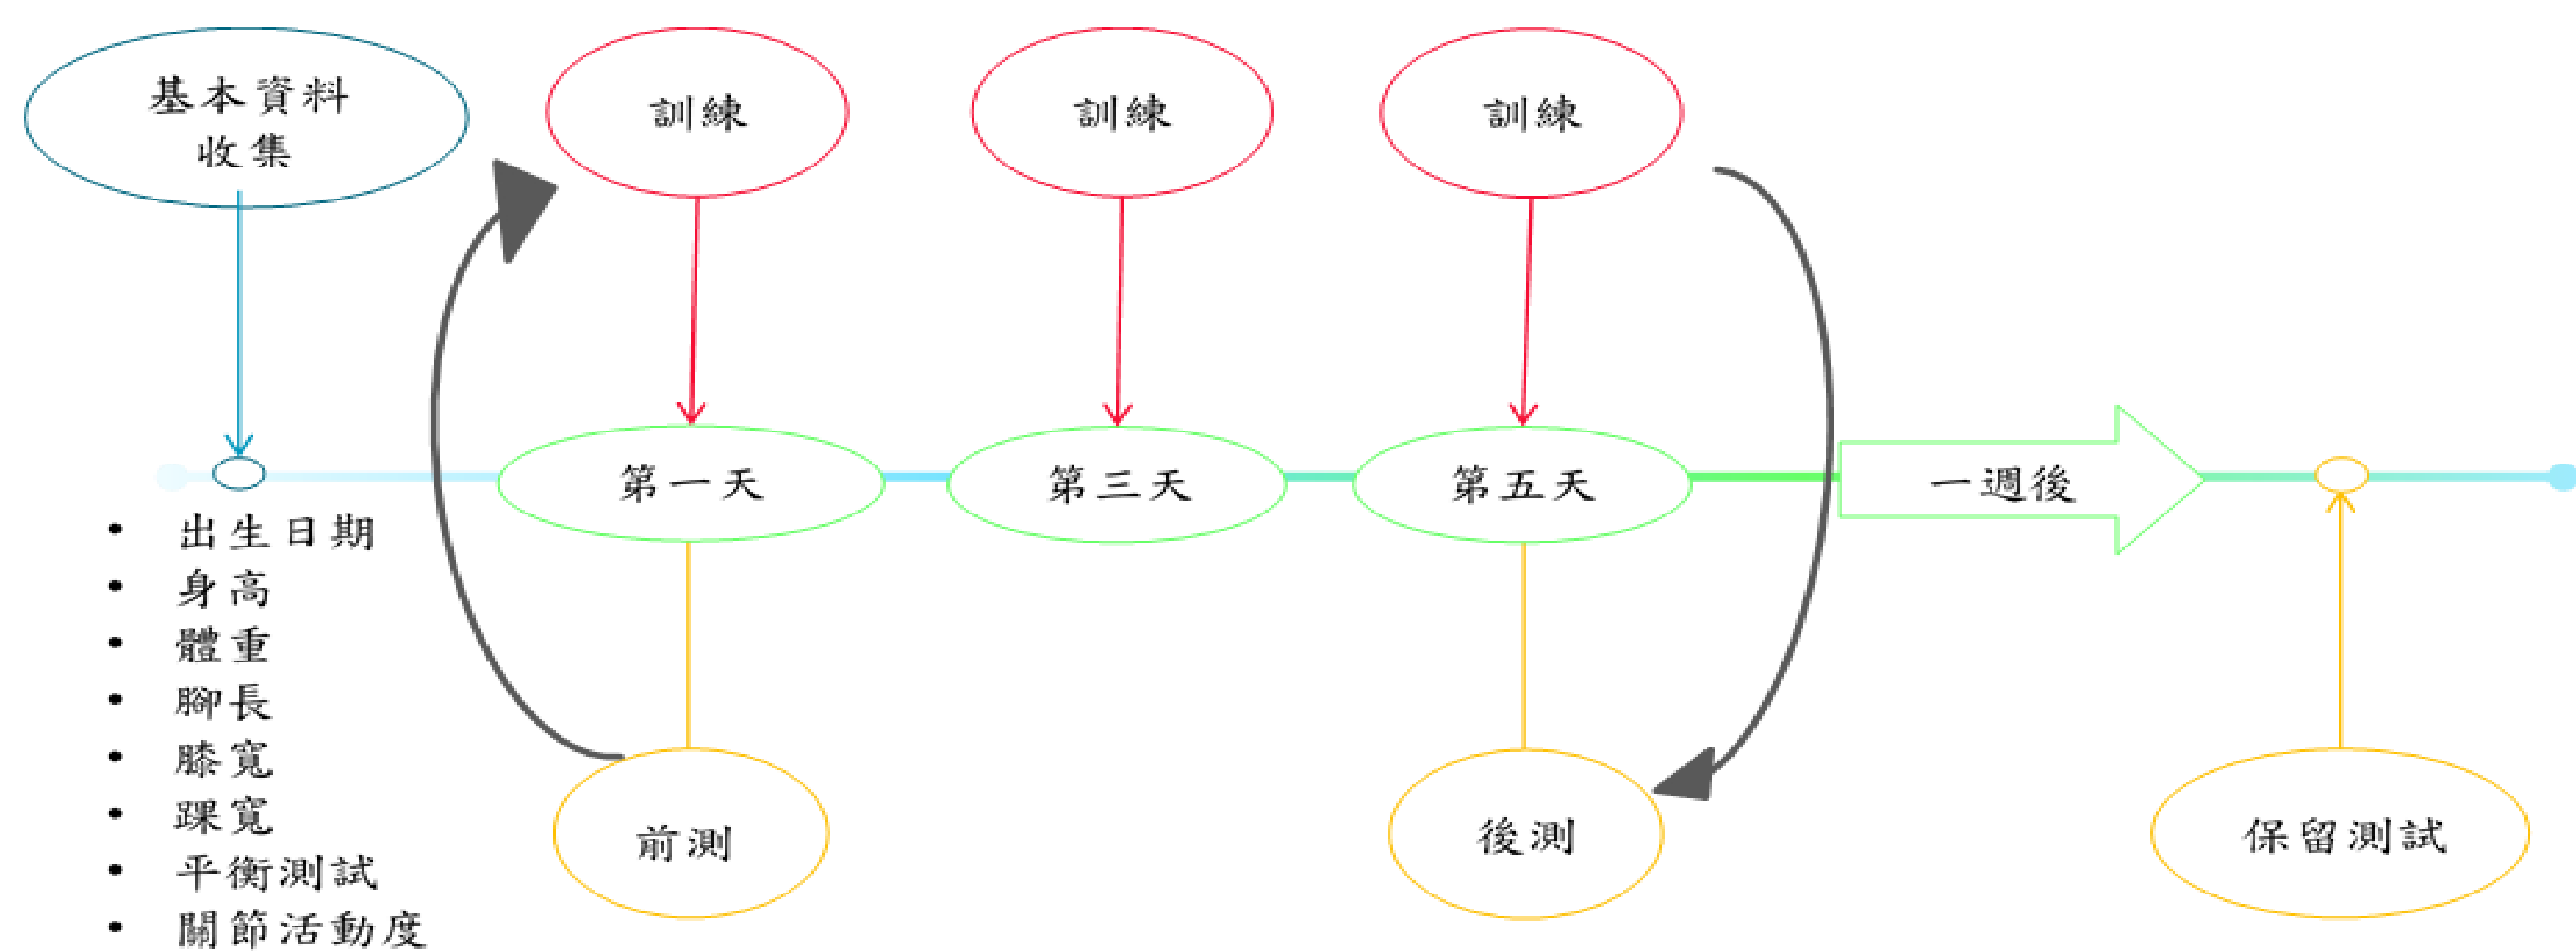 基本資料
收集
訓練
訓練
訓練
第一天
第三天
第五天
一週後
• 出生日期
• 身高
• 體重
• 腳長
• 膝寬
• 踝寬
• 平衡測試
• 關節活動度
前測
後測
保留測試